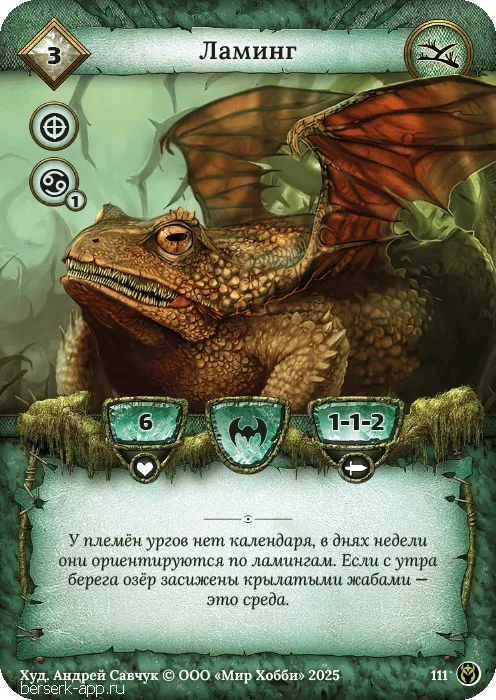 3
Ламинг
1
6
1-1-2
У племён ургов нет календаря, в днях недели
они ориентируются по ламингам. Если с утра
берега озёр засижены крылатыми жабами —
это среда.
Худ. Андрей Савчук © ООО «Мир Хобби» 2025
111
berserk-app.ru